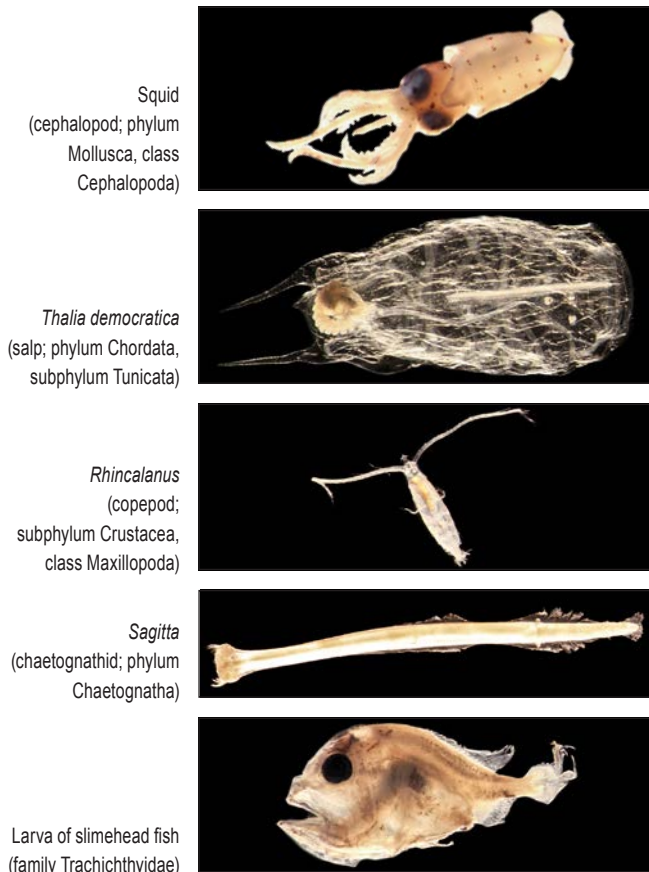 Squid
(cephalopod; phylum
Mollusca, class
Cephalopoda)
Thalia democratica
(salp; phylum Chordata,
subphylum Tunicata)
Rhincalanus
(copepod;
subphylum Crustacea,
class Maxillopoda)
Sagitta
(chaetognathid; phylum
Chaetognatha)
Larva of slimehead fish
(family Trachichthyidae)